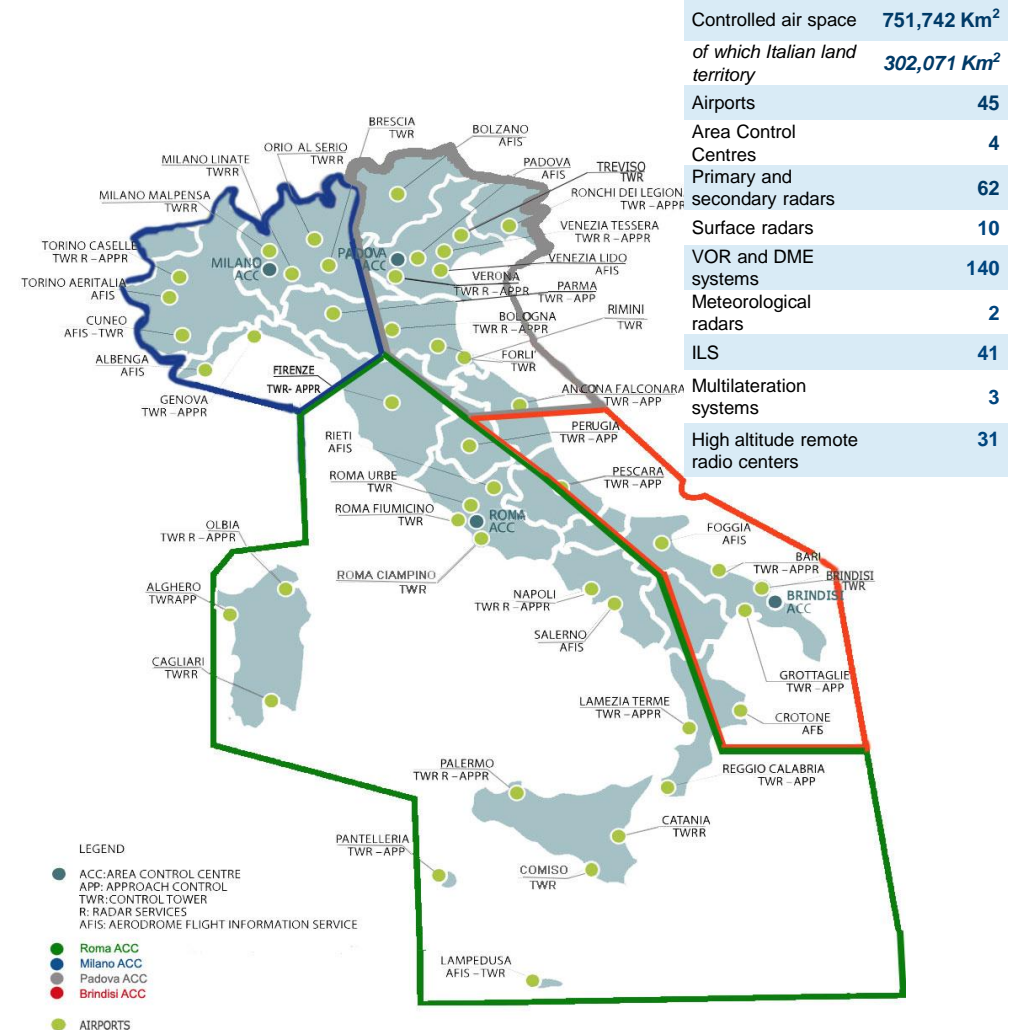 Controlled air space 751,742 Km²
of which Italian land
territory 302,071 Km²
Airports 45
Area Control
Centres 4
Primary and
secondary radars 62
Surface radars 10
VOR and DME
systems 140
Meteorological
radars 2
ILS 41
Multilateration
systems 3
High altitude remote
radio centers 31
BRESCIA
TWR
BOLZANO
AFIS
ORIO AL SERIO
TWRR
MILANO LINATE
TWRR
PADOVA
AFIS
TREVISO
TWR
MILANO MALPENSA
TWRR
RONCHI DEI LEGION
TWR R -APPR
VENEZIA TESSERA
TWR R -APPR
TORINO CASELLE
TWR R -APPR
MILANO
ACC
PADOVA
ACC
VENEZIA LIDO
AFIS
VERONA
TWR R -APPR
TORINO AERITALIA
AFIS
PARMA
TWR -APP
CUNEO
AFIS -TWR
BOLOGNA
TWR R -APPR
RIMINI
TWR
ALBENGA
AFIS
FORLI'
TWR
FIRENZE
TWR- APPR
GENOVA
TWR -APPR
ANCONA FALCONARA
TWR -APP
PERUGIA
TWR -APP
RIETI
AFIS
PESCARA
TWR -APP
ROMA URBE
TWR
ROMA FIUMICINO
TWR
ROMA
ACC
OLBIA
TWR R -APPR
FOGGIA
AFIS
BARI
TWR -APPR
ROMA CIAMPINO
TWR
BRINDISI
TWR
BRINDISI
ACC
ALGHERO
TWRAPP
NAPOLI
TWR R -APPR
SALERNO
AFIS
CAGLIARI
TWRR
GROTTAGLIE
TWR -APP
LAMEZIA TERME
TWR -APPR
CROTONE
AFIS
PALERMO
TWR R -APPR
REGGIO CALABRIA
TWR -APP
CATANIA
TWRR
PANTELLERIA
TWR -APP
COMISO
TWR
LAMPEDUSA
AFIS -TWR
LEGEND
ACC: AREA CONTROL CENTRE
APP: APPROACH CONTROL
TWR: CONTROL TOWER
R: RADAR SERVICES
AFIS: AERODROME FLIGHT INFORMATION SERVICE
Roma ACC
Milano ACC
Padova ACC
Brindisi ACC
AIRPORTS